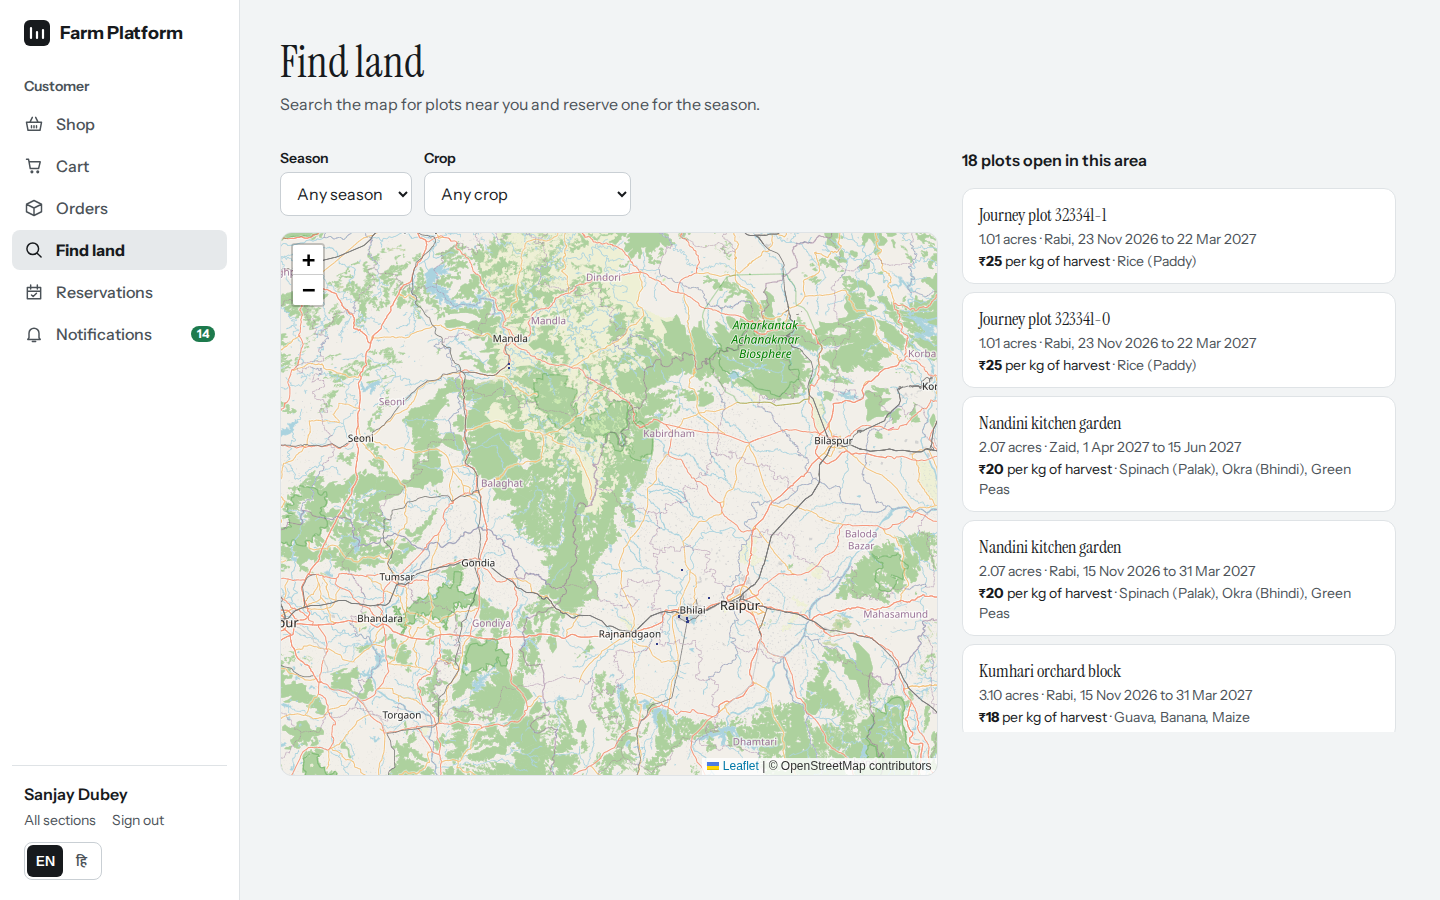 Farm Platform
Customer
Shop
Cart
Orders
Find land
Reservations
Notifications 14
Sanjay Dubey
All sections Sign out
EN हि
Find land
Search the map for plots near you and reserve one for the season.
Season Crop
Any season Any crop
+
−
Dindori
Mandla
Mandla
Amarkantak
Achanakmar
Biosphere
Korba
Kor
Seoni
Seoni
Kabirdham
Bilaspur
Balaghat
Baloda
Bazar
Gondia
Tumsar
Bhandara
Gondiya
pur
Bhilai
Raipur
Mahasamund
Rajnandgaon
Torgaon
Dhamtari
Leaflet | © OpenStreetMap contributors
18 plots open in this area
Journey plot 323341-1
1.01 acres · Rabi, 23 Nov 2026 to 22 Mar 2027
₹25 per kg of harvest · Rice (Paddy)
Journey plot 323341-0
1.01 acres · Rabi, 23 Nov 2026 to 22 Mar 2027
₹25 per kg of harvest · Rice (Paddy)
Nandini kitchen garden
2.07 acres · Zaid, 1 Apr 2027 to 15 Jun 2027
₹20 per kg of harvest · Spinach (Palak), Okra (Bhindi), Green
Peas
Nandini kitchen garden
2.07 acres · Rabi, 15 Nov 2026 to 31 Mar 2027
₹20 per kg of harvest · Spinach (Palak), Okra (Bhindi), Green
Peas
Kumhari orchard block
3.10 acres · Rabi, 15 Nov 2026 to 31 Mar 2027
₹18 per kg of harvest · Guava, Banana, Maize